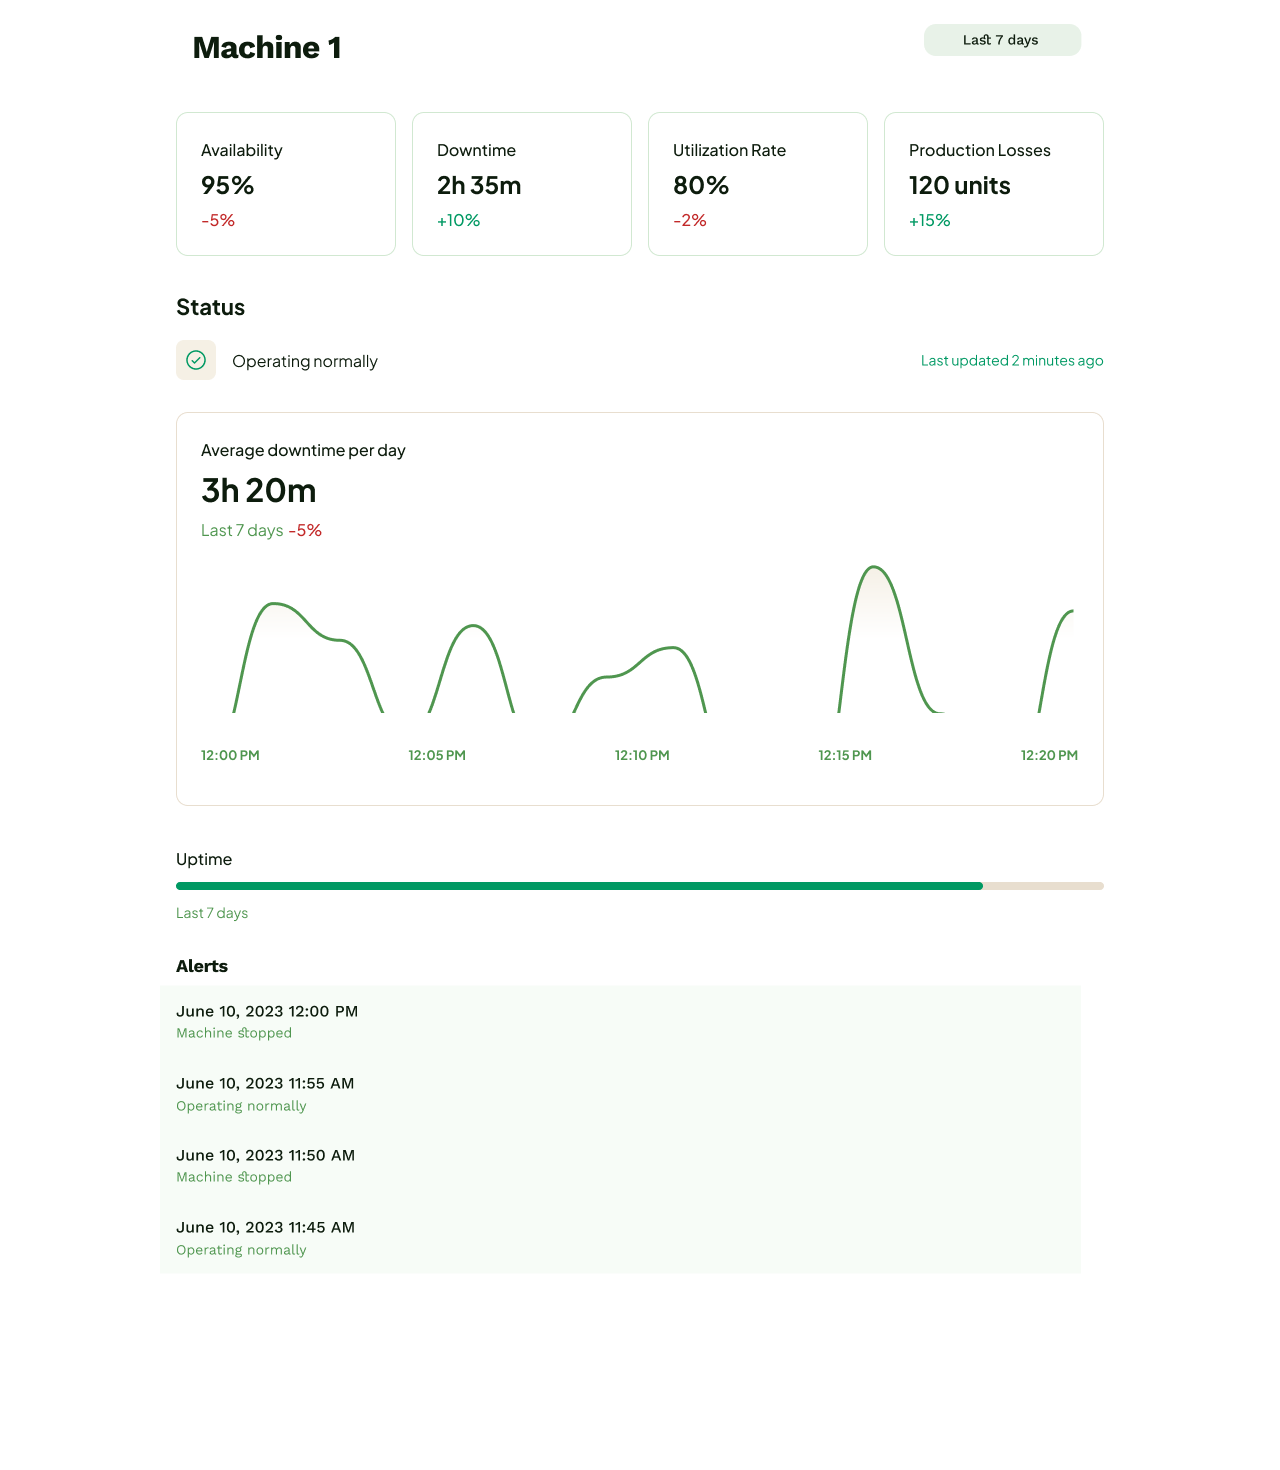 Machine 1
Last 7 days
Availability
95%
-5%
Downtime
2h 35m
+10%
Utilization Rate
80%
-2%
Production Losses
120 units
+15%
Status
Operating normally
Last updated 2 minutes ago
Average downtime per day
3h 20m
Last 7 days -5%
12:00 PM
12:05 PM
12:10 PM
12:15 PM
12:20 PM
Uptime
Last 7 days
Alerts
June 10, 2023 12:00 PM
Machine stopped
June 10, 2023 11:55 AM
Operating normally
June 10, 2023 11:50 AM
Machine stopped
June 10, 2023 11:45 AM
Operating normally